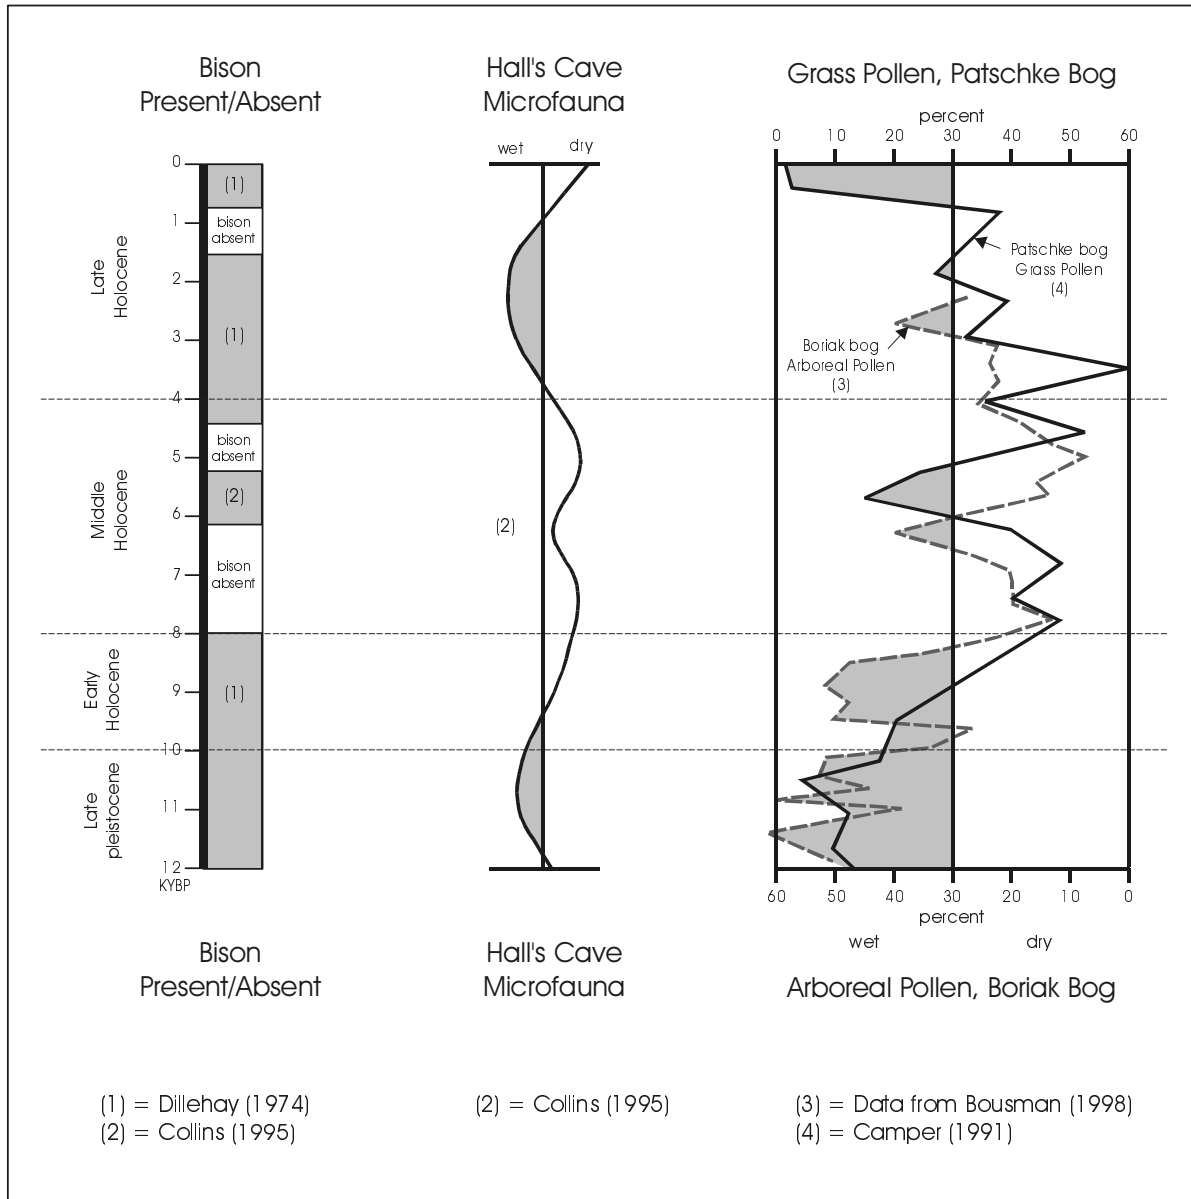 Bison
Present/Absent
Hall's Cave
Microfauna
Grass Pollen, Patschke Bog
percent
0 10 20 30 40 50 60
wet dry
0
1
2
3
4
5
6
7
8
9
10
11
12
KYBP
Late
Holocene
Middle
Holocene
Early
Holocene
Late
pleistocene
(1)
bison
absent
(1)
bison
absent
(2)
bison
absent
(1)
(2)
Patschke bog
Grass Pollen
(4)
Boriak bog
Arboreal Pollen
(3)
60 50 40 30 20 10 0
percent
wet dry
Bison
Present/Absent
Hall's Cave
Microfauna
Arboreal Pollen, Boriak Bog
(1) = Dillehay (1974)
(2) = Collins (1995)
(2) = Collins (1995)
(3) = Data from Bousman (1998)
(4) = Camper (1991)